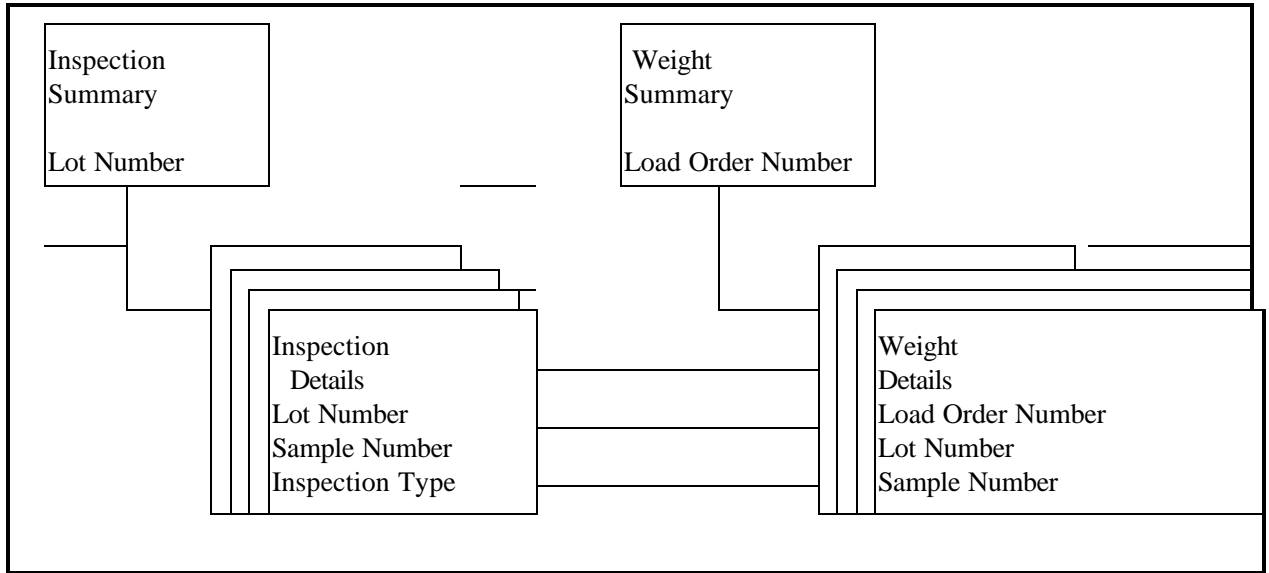 Inspection
Summary
Lot Number
Weight
Summary
Load Order Number
Inspection
Details
Lot Number
Sample Number
Inspection Type
Weight
Details
Load Order Number
Lot Number
Sample Number